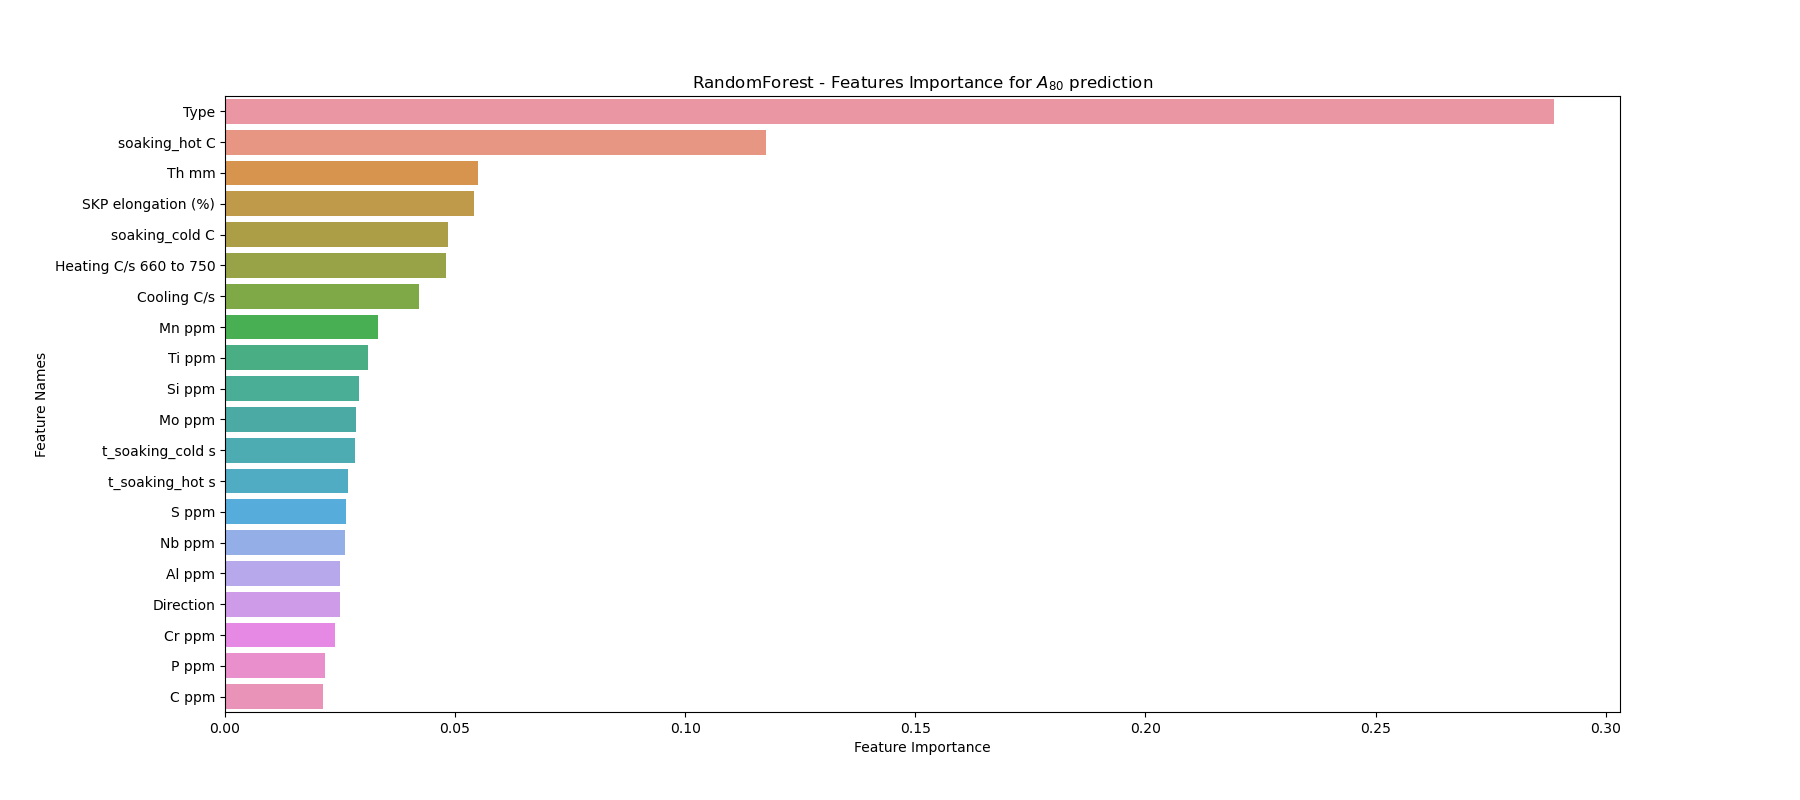 RandomForest - Features Importance for A80 prediction
Type
soaking_hot C
Th mm
SKP elongation (%)
soaking_cold C
Heating C/s 660 to 750
Cooling C/s
Mn ppm
Ti ppm
Si ppm
Mo ppm
t_soaking_cold s
t_soaking_hot s
S ppm
Nb ppm
Al ppm
Direction
Cr ppm
P ppm
C ppm
Feature Names
0.00 0.05 0.10 0.15 0.20 0.25 0.30
Feature Importance